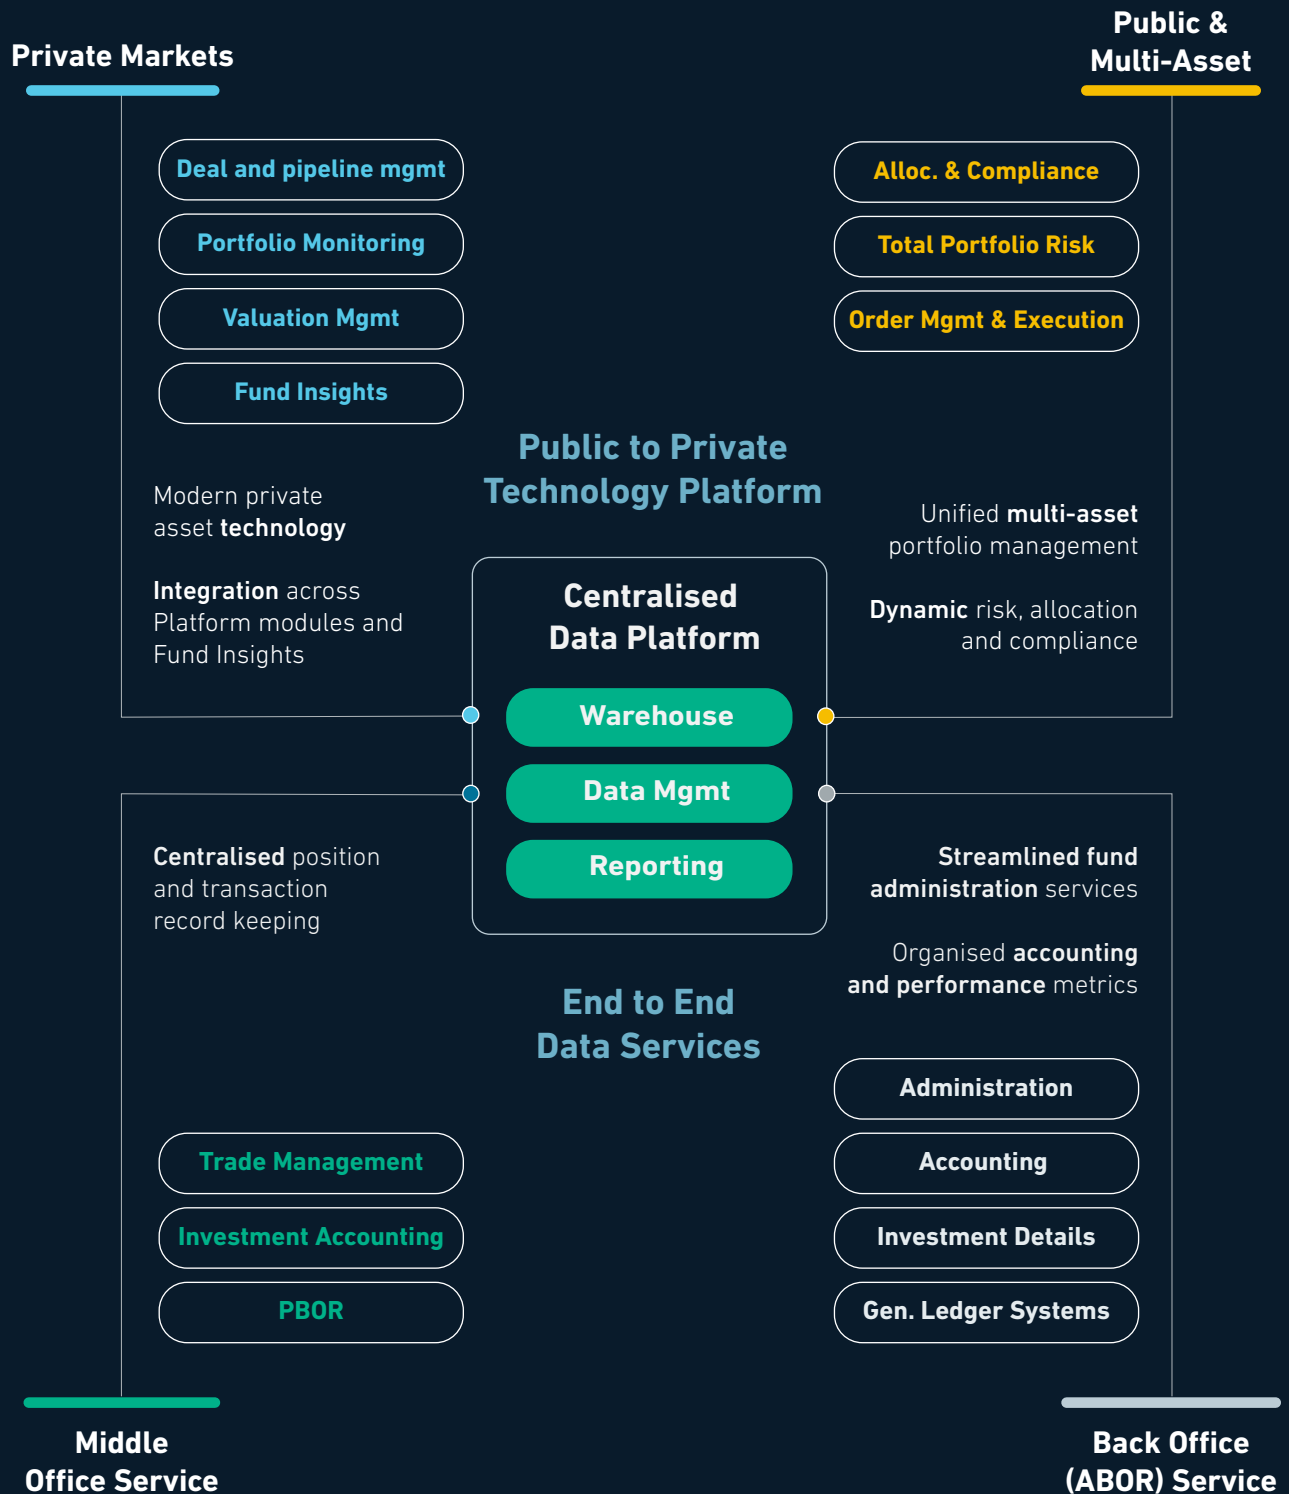 Private Markets
Public &
Multi-Asset
Deal and pipeline mgmt
Portfolio Monitoring
Valuation Mgmt
Fund Insights
Alloc. & Compliance
Total Portfolio Risk
Order Mgmt & Execution
Public to Private
Technology Platform
Modern private
asset technology
Integration across
Platform modules and
Fund Insights
Unified multi-asset
portfolio management
Dynamic risk, allocation
and compliance
Centralised
Data Platform
Warehouse
Data Mgmt
Reporting
Centralised position
and transaction
record keeping
Streamlined fund
administration services
Organised accounting
and performance metrics
End to End
Data Services
Trade Management
Investment Accounting
PBOR
Administration
Accounting
Investment Details
Gen. Ledger Systems
Middle
Office Service
Back Office
(ABOR) Service